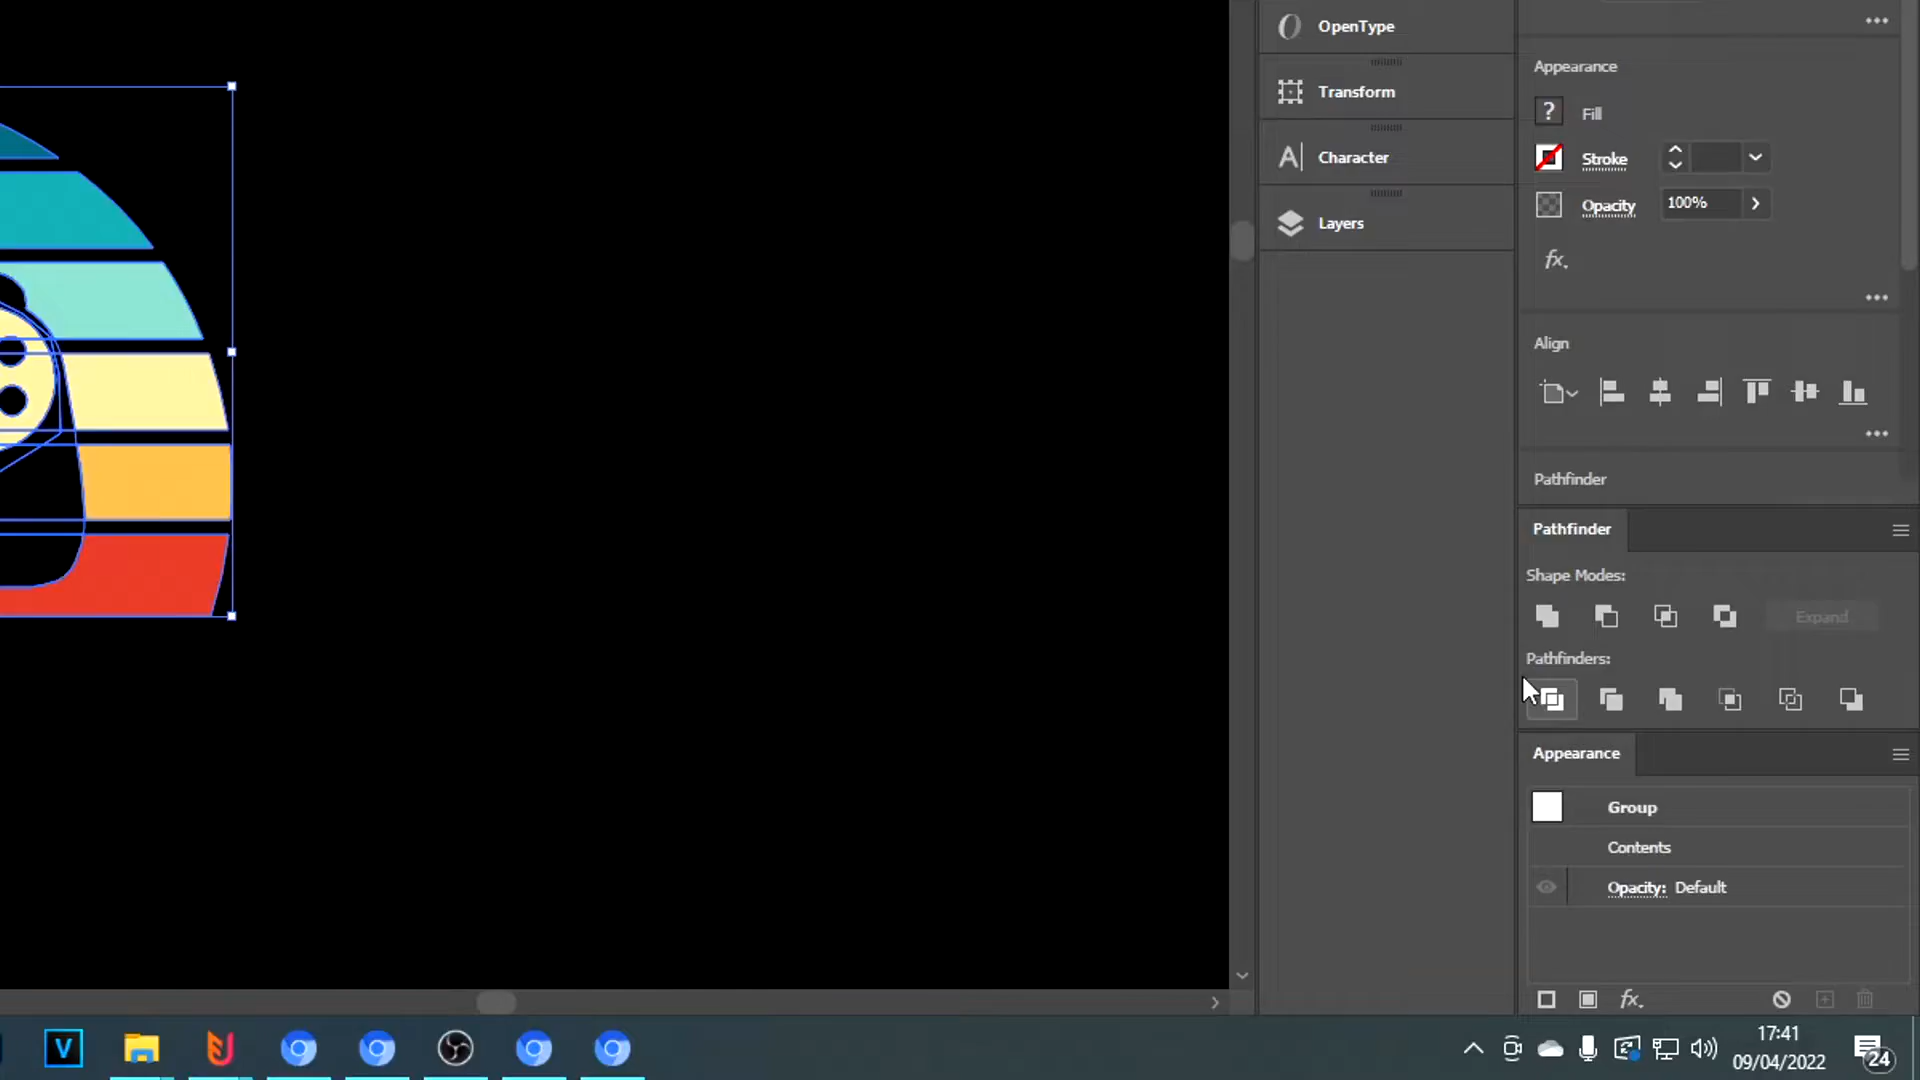 OpenType
Transform
Character
Layers
Appearance
? Fill
Stroke
Opacity 100%
fx.
Align
Pathfinder
Pathfinder
Shape Modes:
Expand
Pathfinders:
Appearance
Group
Contents
Opacity: Default
fx.
V
17:41
09/04/2022
24